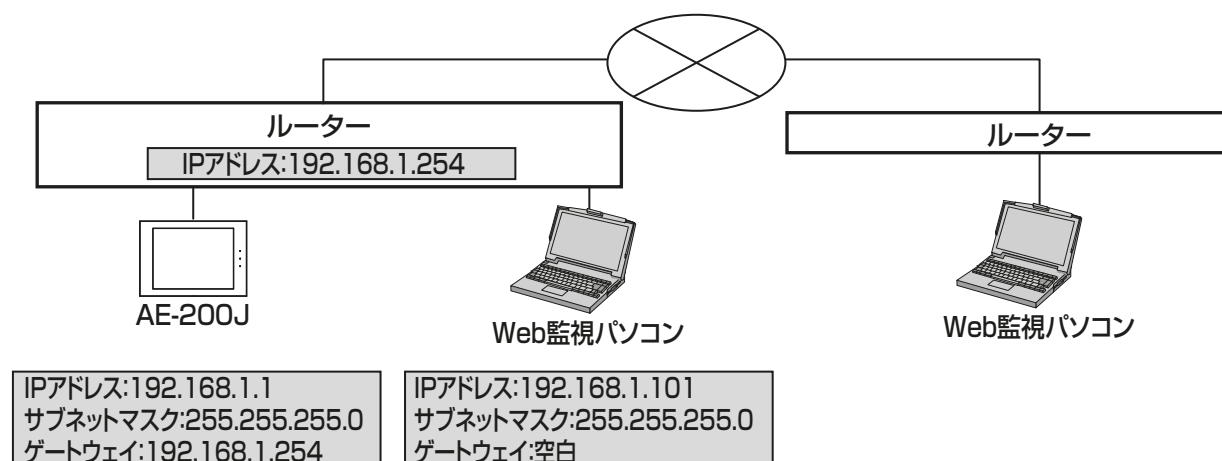 ルーター
IPアドレス:192.168.1.254
ルーター
AE-200J
Web監視パソコン
Web監視パソコン
IPアドレス:192.168.1.1
サブネットマスク:255.255.255.0
ゲートウェイ:192.168.1.254
IPアドレス:192.168.1.101
サブネットマスク:255.255.255.0
ゲートウェイ:空白